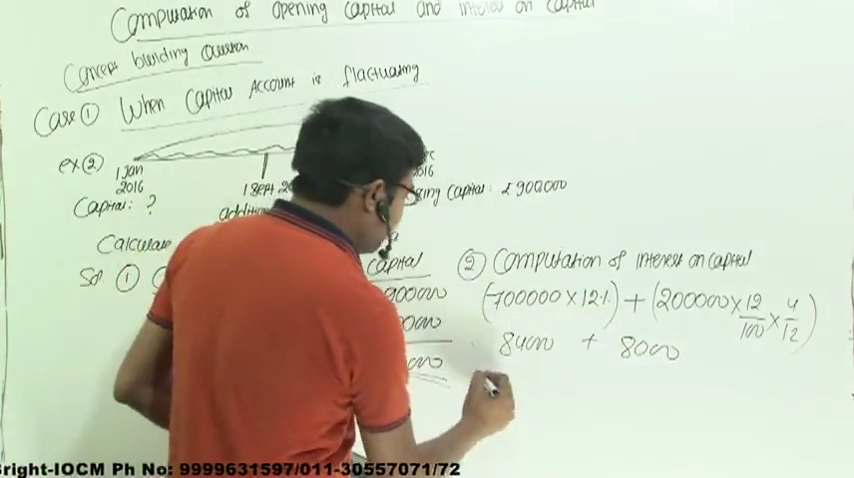 Computation of opening capital and interest on capital
Concept building Question
Case ① When Capital Account is fluctuating
ex ②
1 Jan
2016
1 Sept.
2016
Capital: ?
Capital: ₹ 900000
Calculate
Sol ①
Capital
② Computation of interest on capital
900000
(700000 × 12%) + (200000 × 12/100 × 4/12)
84000 + 8000
Bright-IOCM Ph No: 9999631597/011-30557071/72